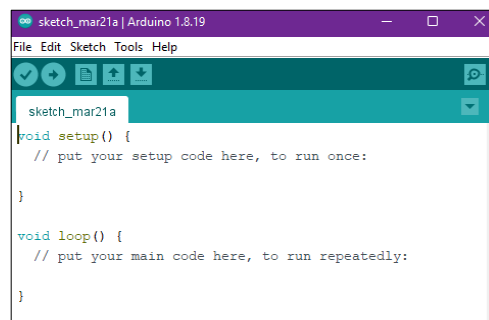 sketch_mar21a | Arduino 1.8.19
File Edit Sketch Tools Help
sketch_mar21a
void setup() {
  // put your setup code here, to run once:
}
void loop() {
  // put your main code here, to run repeatedly:
}